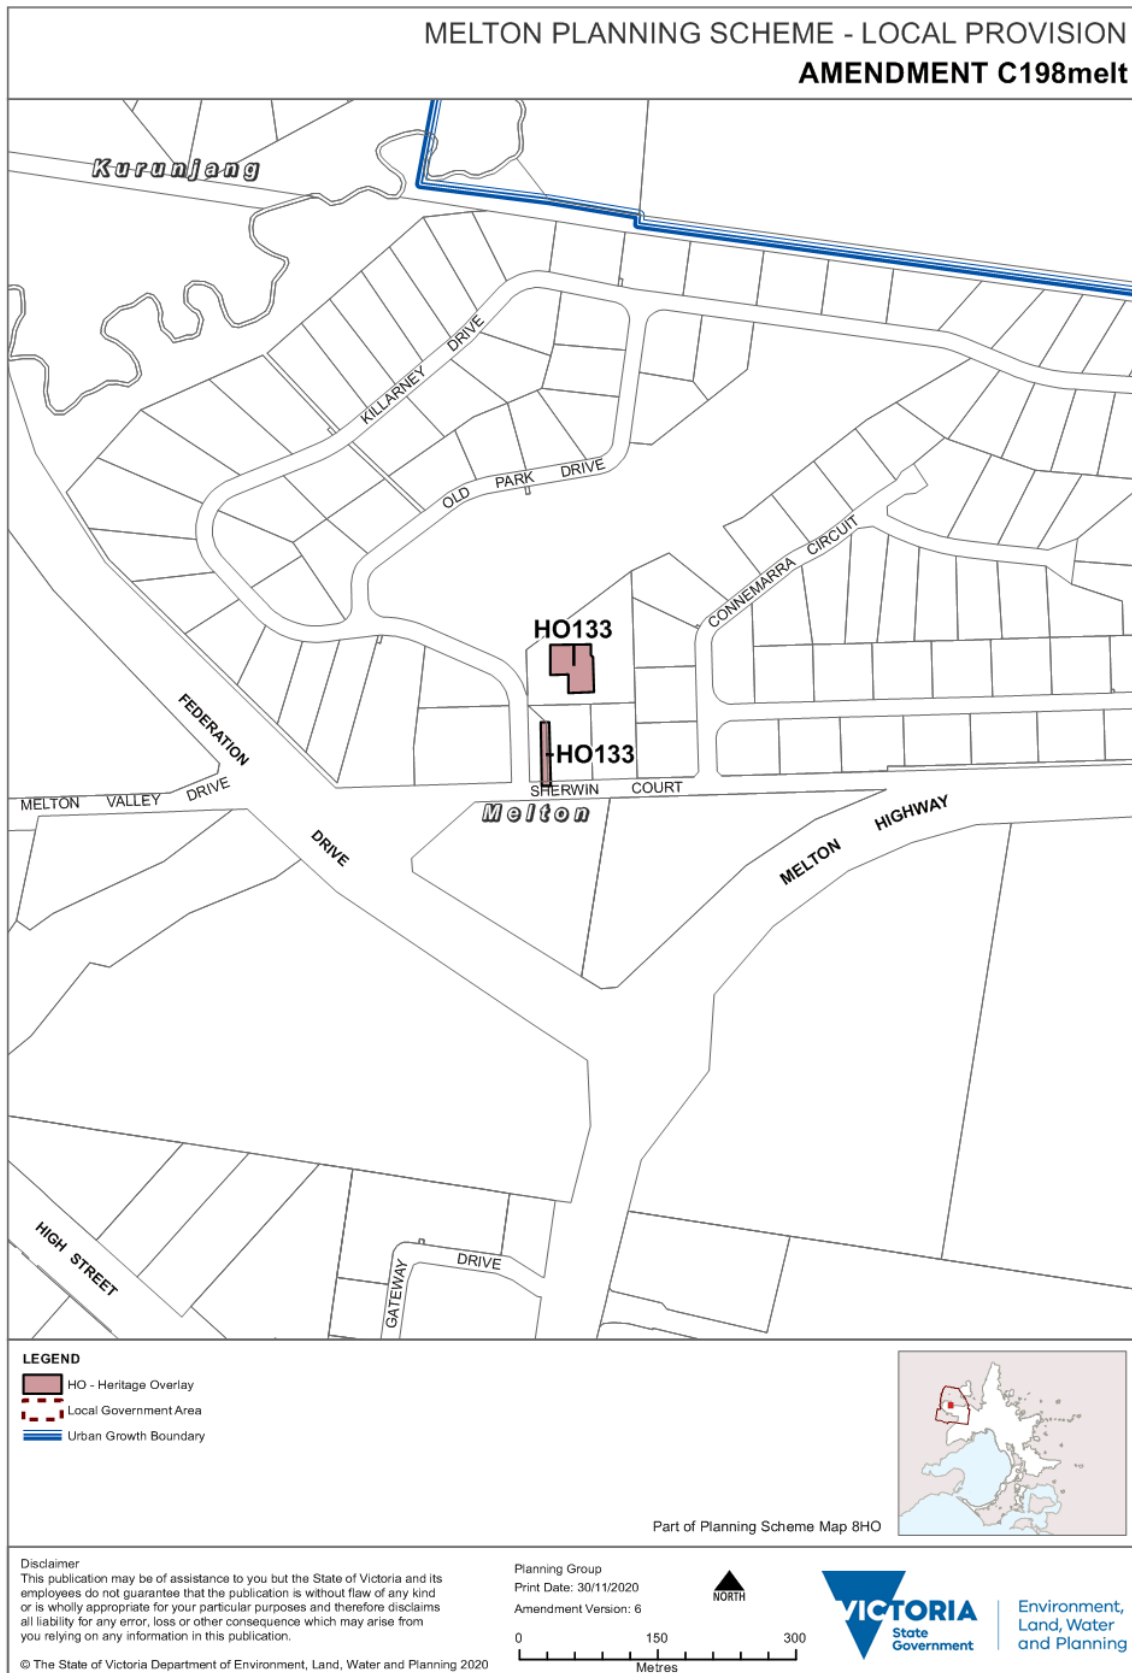 MELTON PLANNING SCHEME - LOCAL PROVISION
AMENDMENT C198melt
Kurunjang
KILLARNEY DRIVE
OLD PARK DRIVE
CONNEMARRA CIRCUIT
HO133
HO133
FEDERATION
DRIVE
MELTON VALLEY DRIVE
SHERWIN COURT
Melton
MELTON HIGHWAY
HIGH STREET
GATEWAY
DRIVE
LEGEND
HO - Heritage Overlay
Local Government Area
Urban Growth Boundary
Part of Planning Scheme Map 8HO
Disclaimer
This publication may be of assistance to you but the State of Victoria and its
employees do not guarantee that the publication is without flaw of any kind
or is wholly appropriate for your particular purposes and therefore disclaims
all liability for any error, loss or other consequence which may arise from
you relying on any information in this publication.
© The State of Victoria Department of Environment, Land, Water and Planning 2020
Planning Group
Print Date: 30/11/2020
Amendment Version: 6
NORTH
0 150 300
Metres
VICTORIA
State
Government
Environment,
Land, Water
and Planning